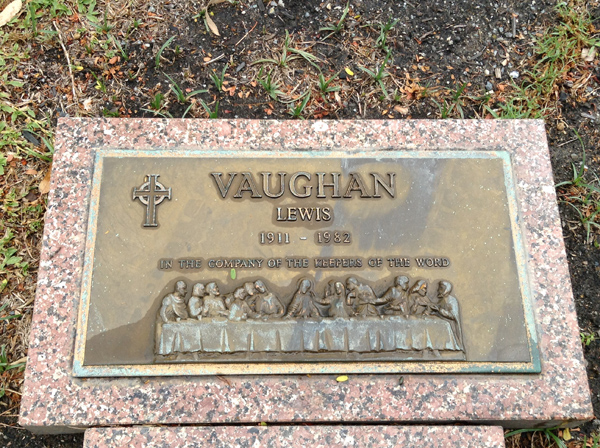 VAUGHAN
LEWIS
1911 - 1982
IN THE COMPANY OF THE KEEPERS OF THE WORD